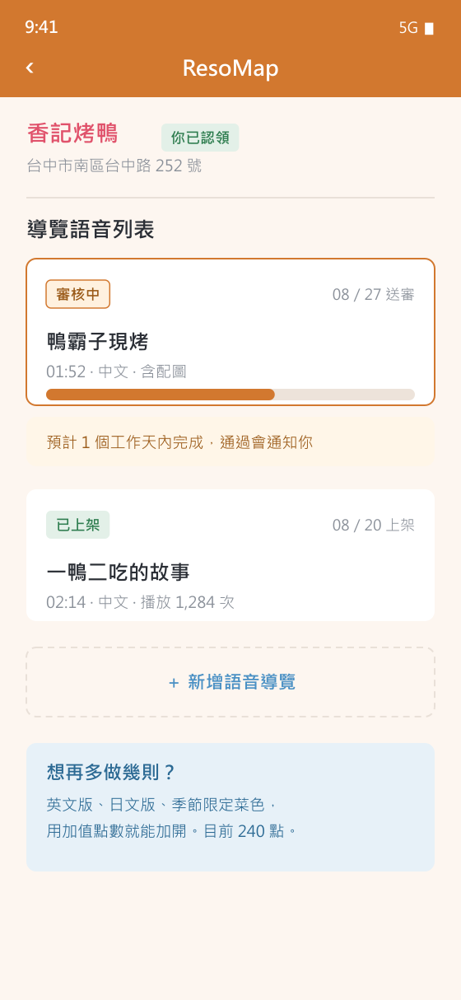 9:41
5G
‹
ResoMap
香記烤鴨
你已認領
台中市南區台中路 252 號
導覽語音列表
審核中
08 / 27 送審
鴨霸子現烤
01:52 · 中文 · 含配圖
預計 1 個工作天內完成，通過會通知你
已上架
08 / 20 上架
一鴨二吃的故事
02:14 · 中文 · 播放 1,284 次
+ 新增語音導覽
想再多做幾則？
英文版、日文版、季節限定菜色，
用加值點數就能加開。目前 240 點。